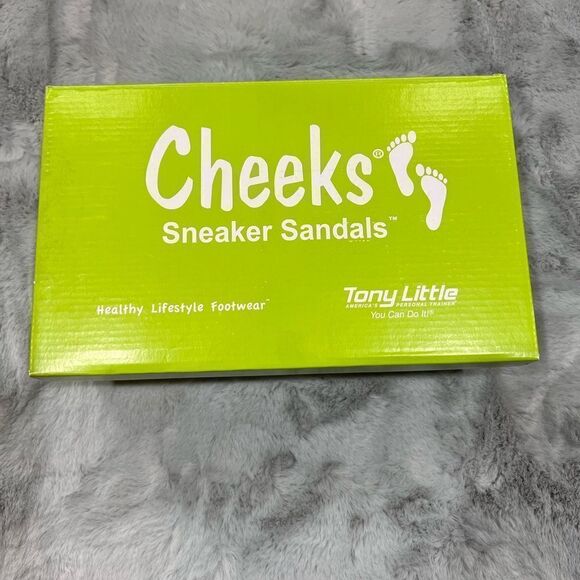 Cheeks®
Sneaker Sandals™
Healthy Lifestyle Footwear™
Tony Little
AMERICA'S PERSONAL TRAINER
You Can Do It!®